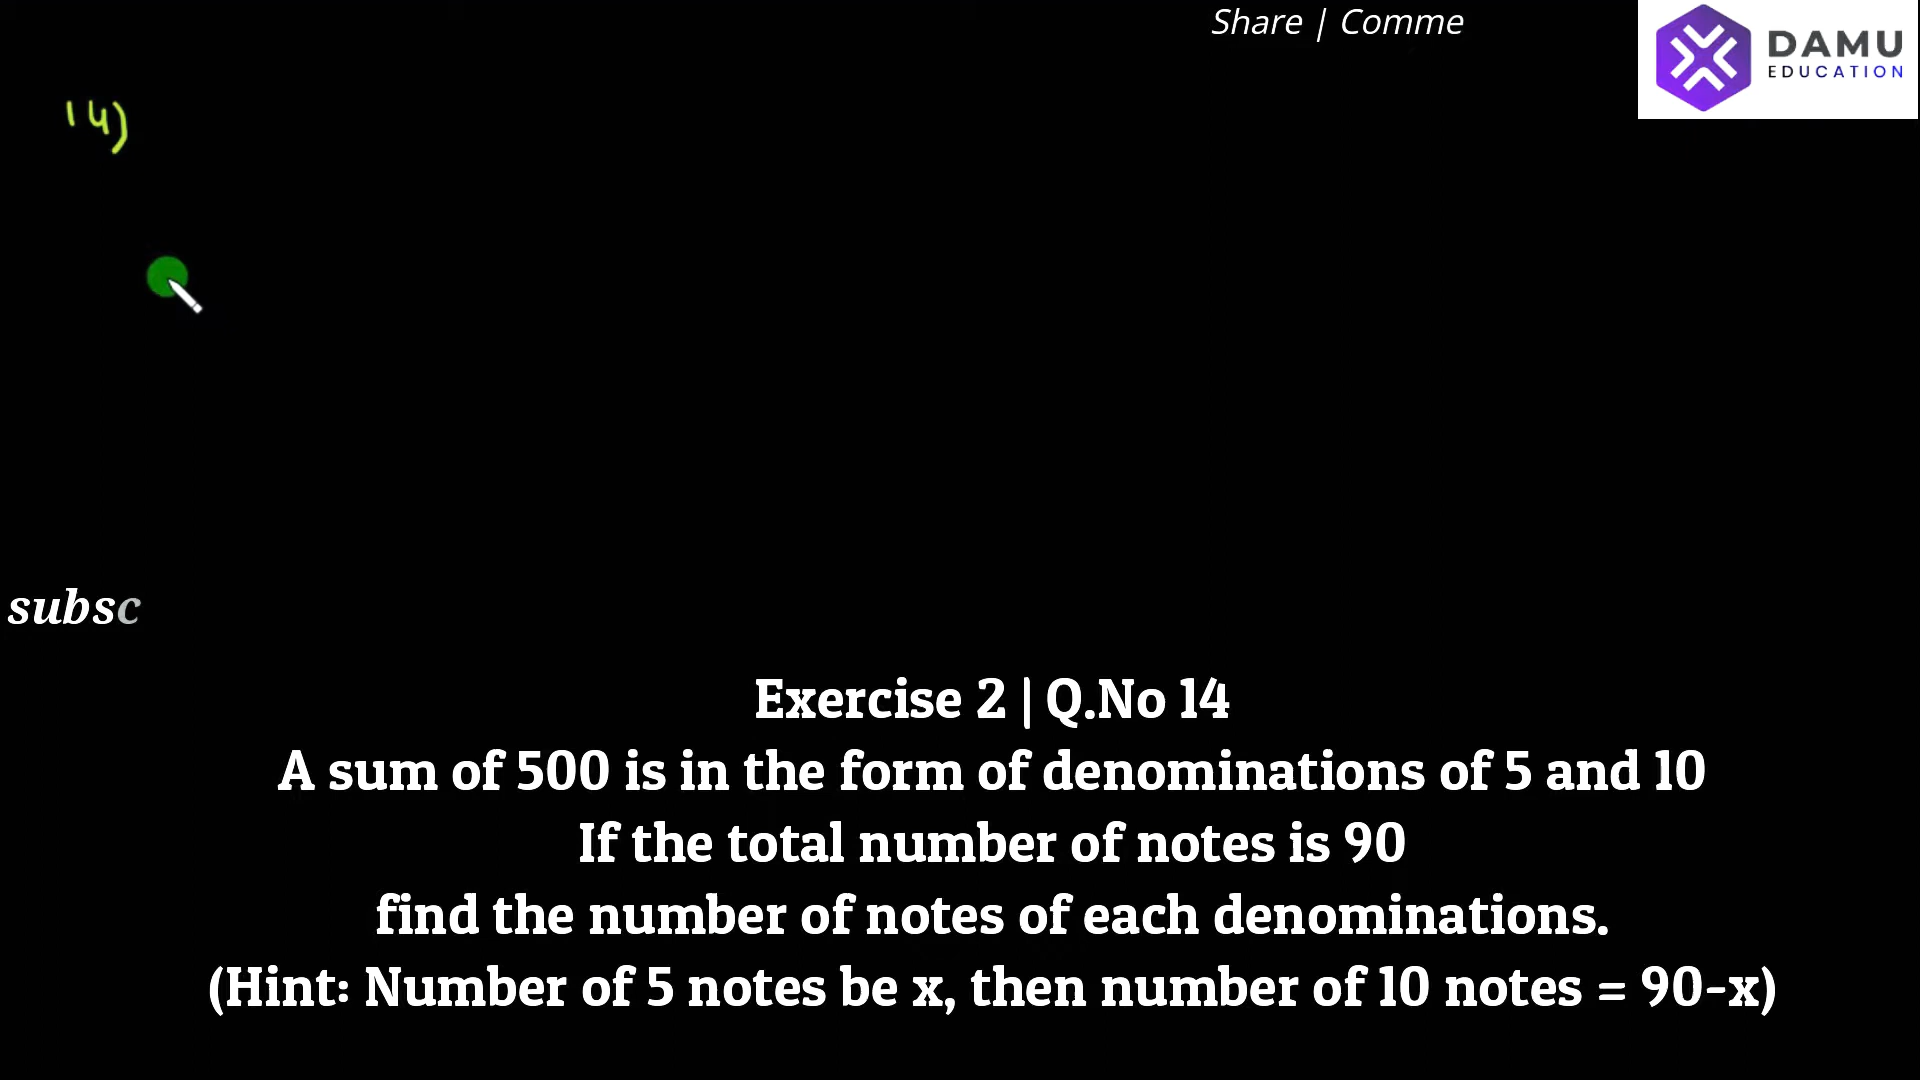 Share | Comme
DAMU
EDUCATION
14)
subsc
Exercise 2 | Q.No 14
A sum of 500 is in the form of denominations of 5 and 10
If the total number of notes is 90
find the number of notes of each denominations.
(Hint: Number of 5 notes be x, then number of 10 notes = 90-x)